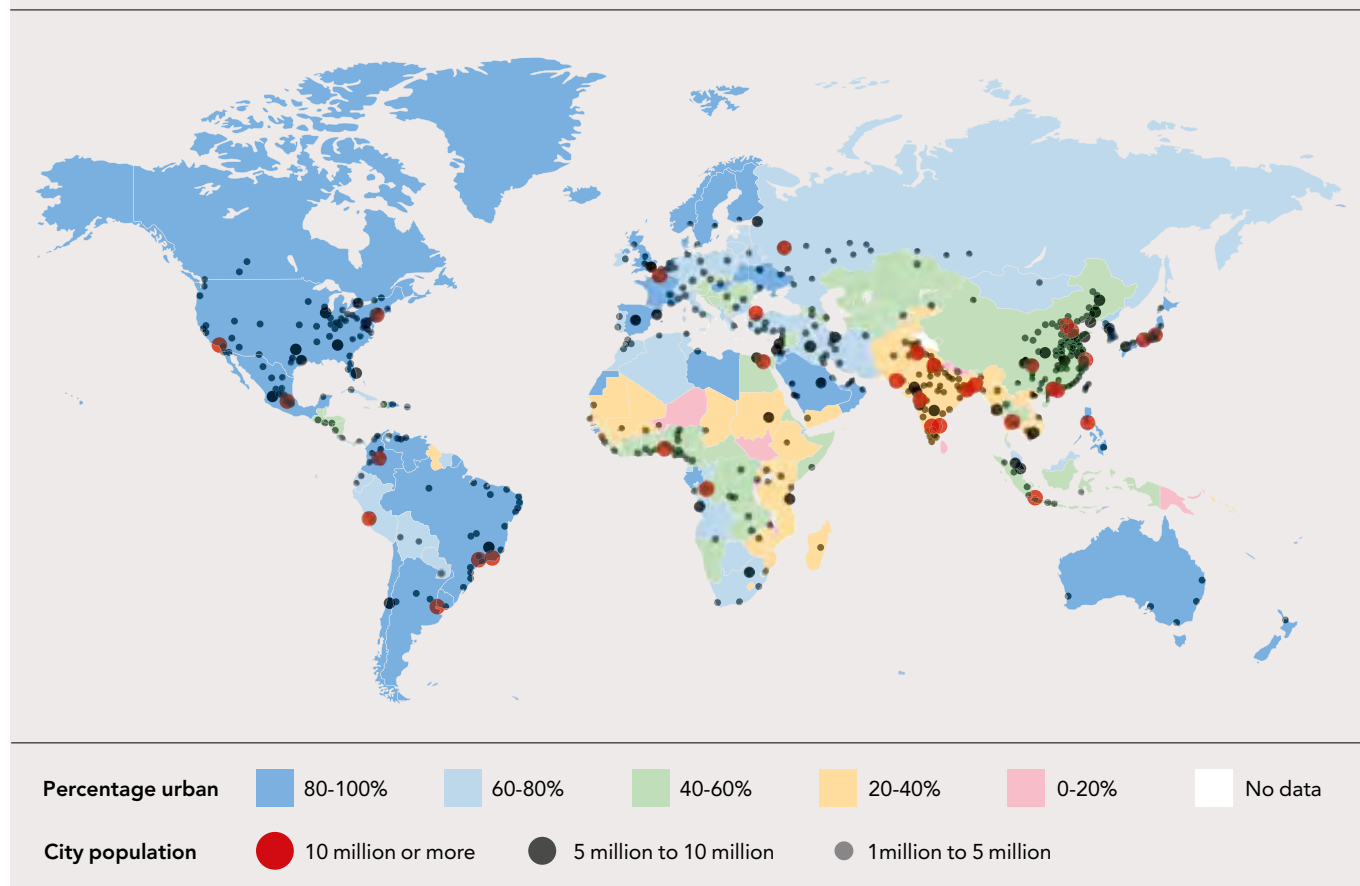 Percentage urban 80-100% 60-80% 40-60% 20-40% 0-20% No data
City population 10 million or more 5 million to 10 million 1million to 5 million